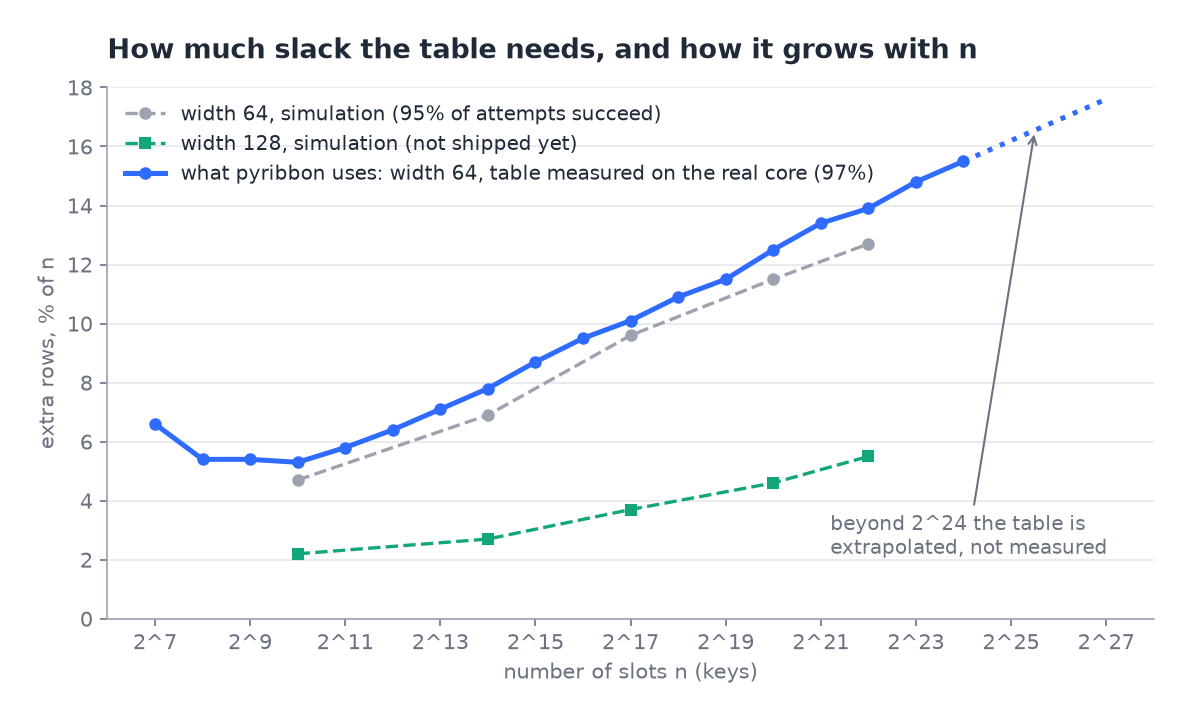 How much slack the table needs, and how it grows with n
width 64, simulation (95% of attempts succeed)
width 128, simulation (not shipped yet)
what pyribbon uses: width 64, table measured on the real core (97%)
18
16
14
12
10
8
6
4
2
0
extra rows, % of n
beyond 2^24 the table is
extrapolated, not measured
2^7 2^9 2^11 2^13 2^15 2^17 2^19 2^21 2^23 2^25 2^27
number of slots n (keys)